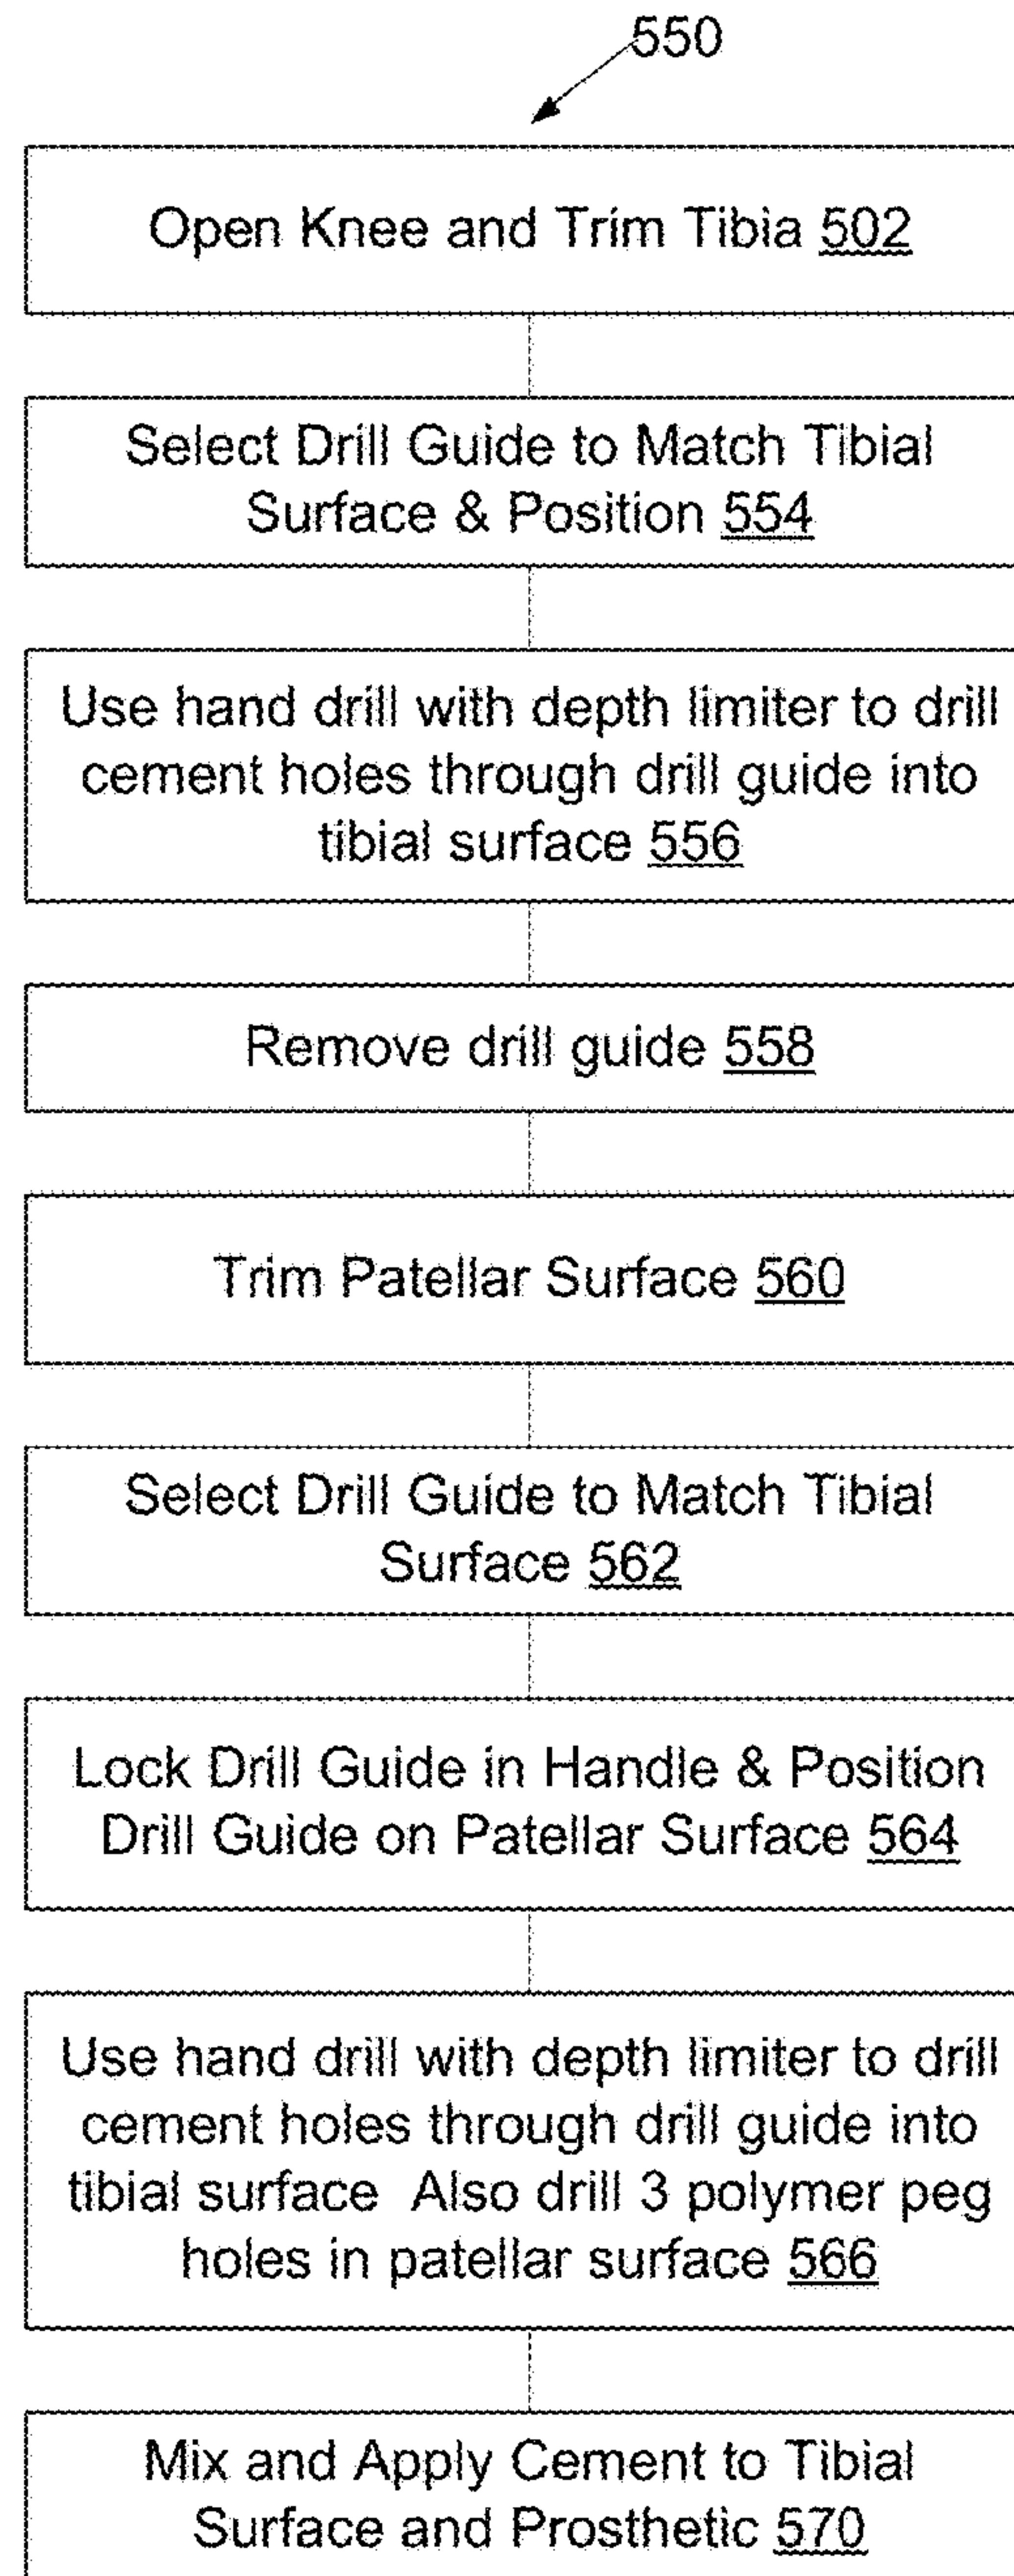 550
Open Knee and Trim Tibia 502
Select Drill Guide to Match Tibial
Surface & Position 554
Use hand drill with depth limiter to drill
cement holes through drill guide into
tibial surface 556
Remove drill guide 558
Trim Patellar Surface 560
Select Drill Guide to Match Tibial
Surface 562
Lock Drill Guide in Handle & Position
Drill Guide on Patellar Surface 564
Use hand drill with depth limiter to drill
cement holes through drill guide into
tibial surface  Also drill 3 polymer peg
holes in patellar surface 566
Mix and Apply Cement to Tibial
Surface and Prosthetic 570